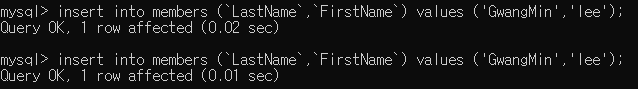 mysql> insert into members (`LastName`,`FirstName`) values ('GwangMin','lee');
Query OK, 1 row affected (0.02 sec)
mysql> insert into members (`LastName`,`FirstName`) values ('GwangMin','lee');
Query OK, 1 row affected (0.01 sec)